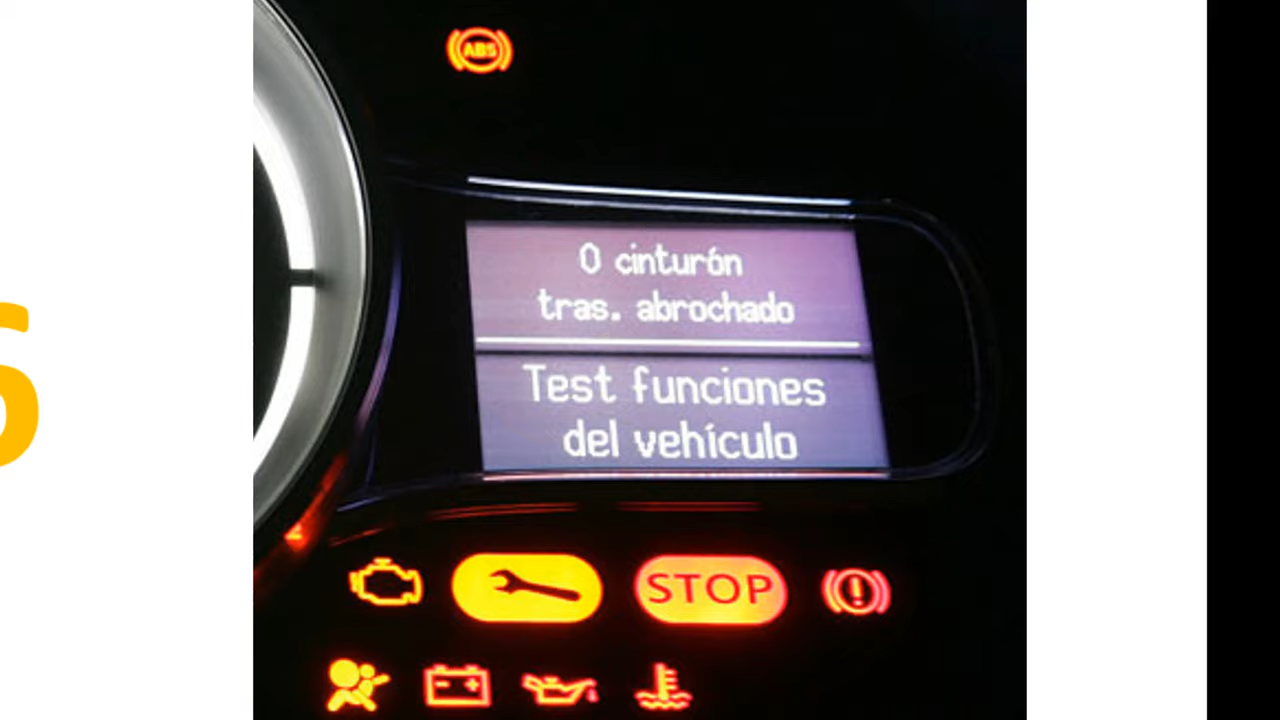 ABS
0 cinturón
tras. abrochado
Test funciones
del vehículo
STOP